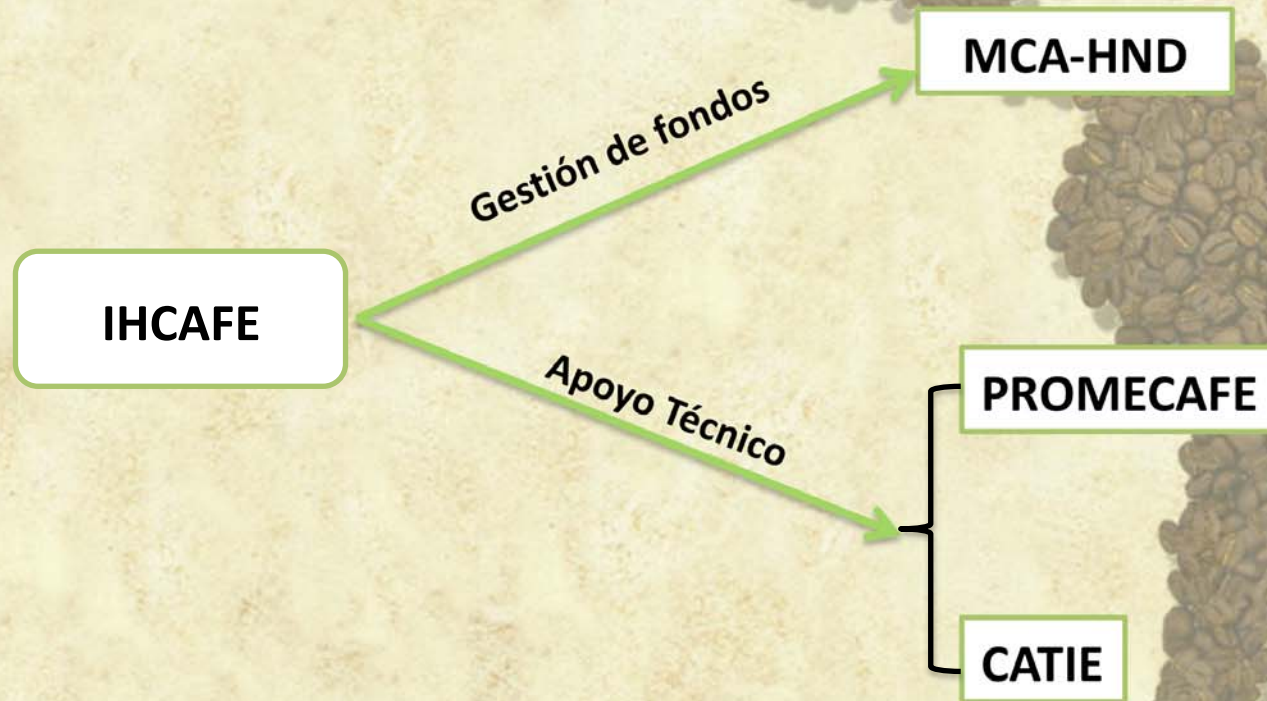 MCA-HND
Gestión de fondos
IHCAFE
Apoyo Técnico
PROMECAFE
CATIE